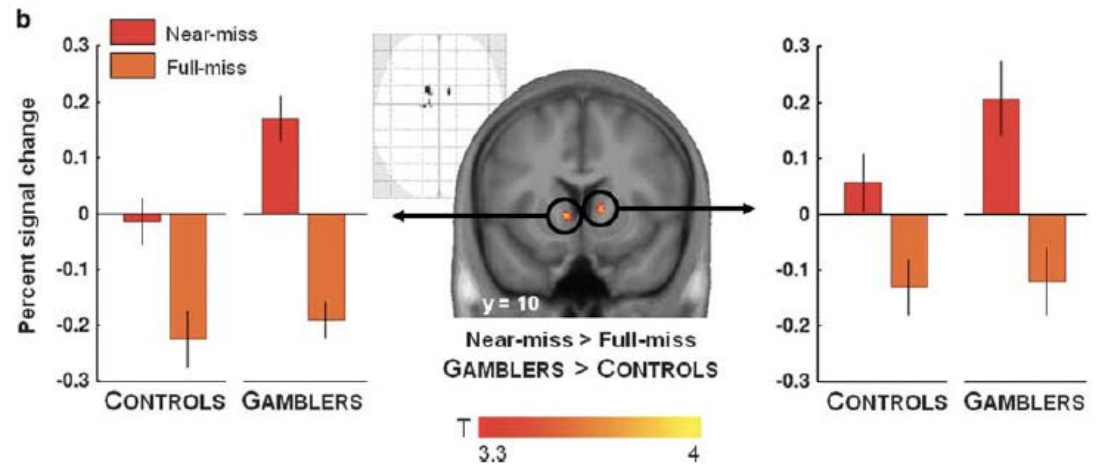 b
Near-miss
Full-miss
Percent signal change
0.3
0.2
0.1
0
-0.1
-0.2
-0.3
CONTROLS GAMBLERS
y = 10
Near-miss > Full-miss
GAMBLERS > CONTROLS
T
3.3 4
0.3
0.2
0.1
0
-0.1
-0.2
-0.3
CONTROLS GAMBLERS